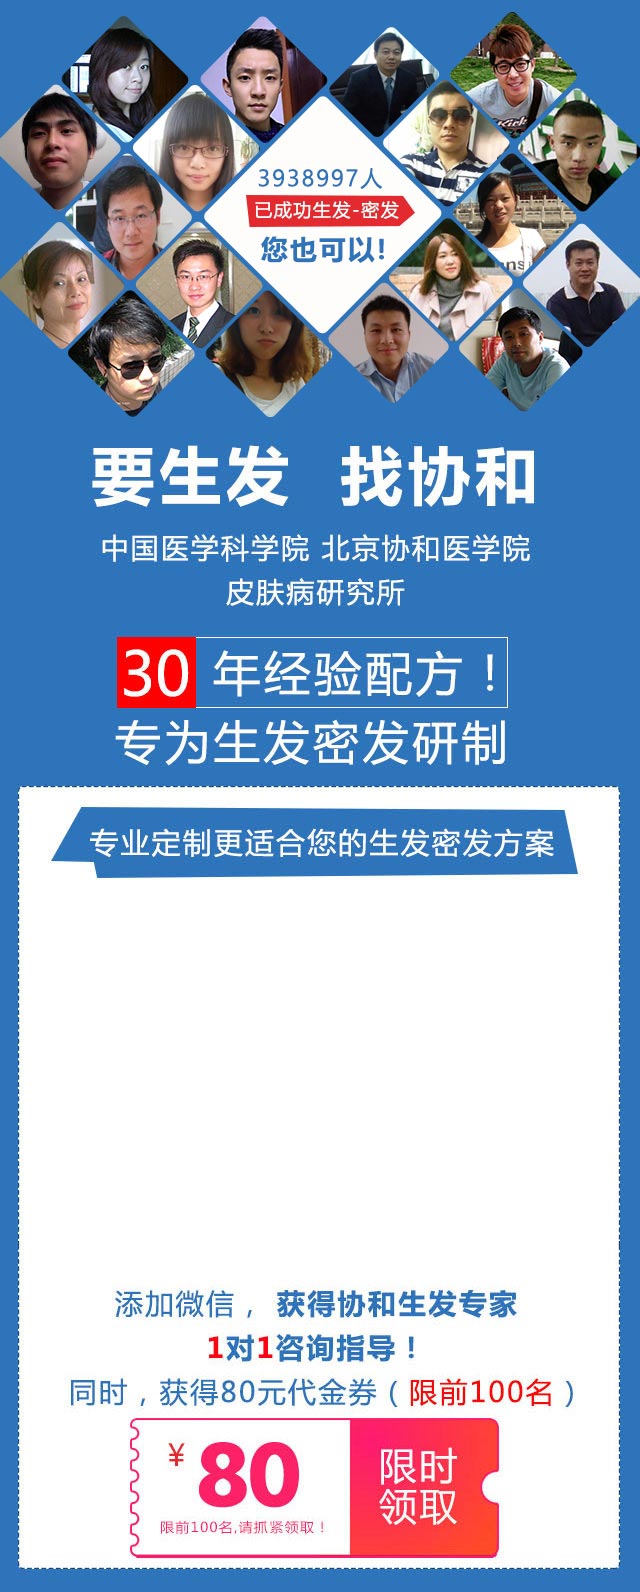 3938997人
已成功生发-密发
您也可以!
要生发 找协和
中国医学科学院 北京协和医学院
皮肤病研究所
30 年经验配方！
专为生发密发研制
专业定制更适合您的生发密发方案
添加微信， 获得协和生发专家
1对1咨询指导！
同时，获得80元代金券（限前100名）
¥ 80
限前100名,请抓紧领取！
限时
领取